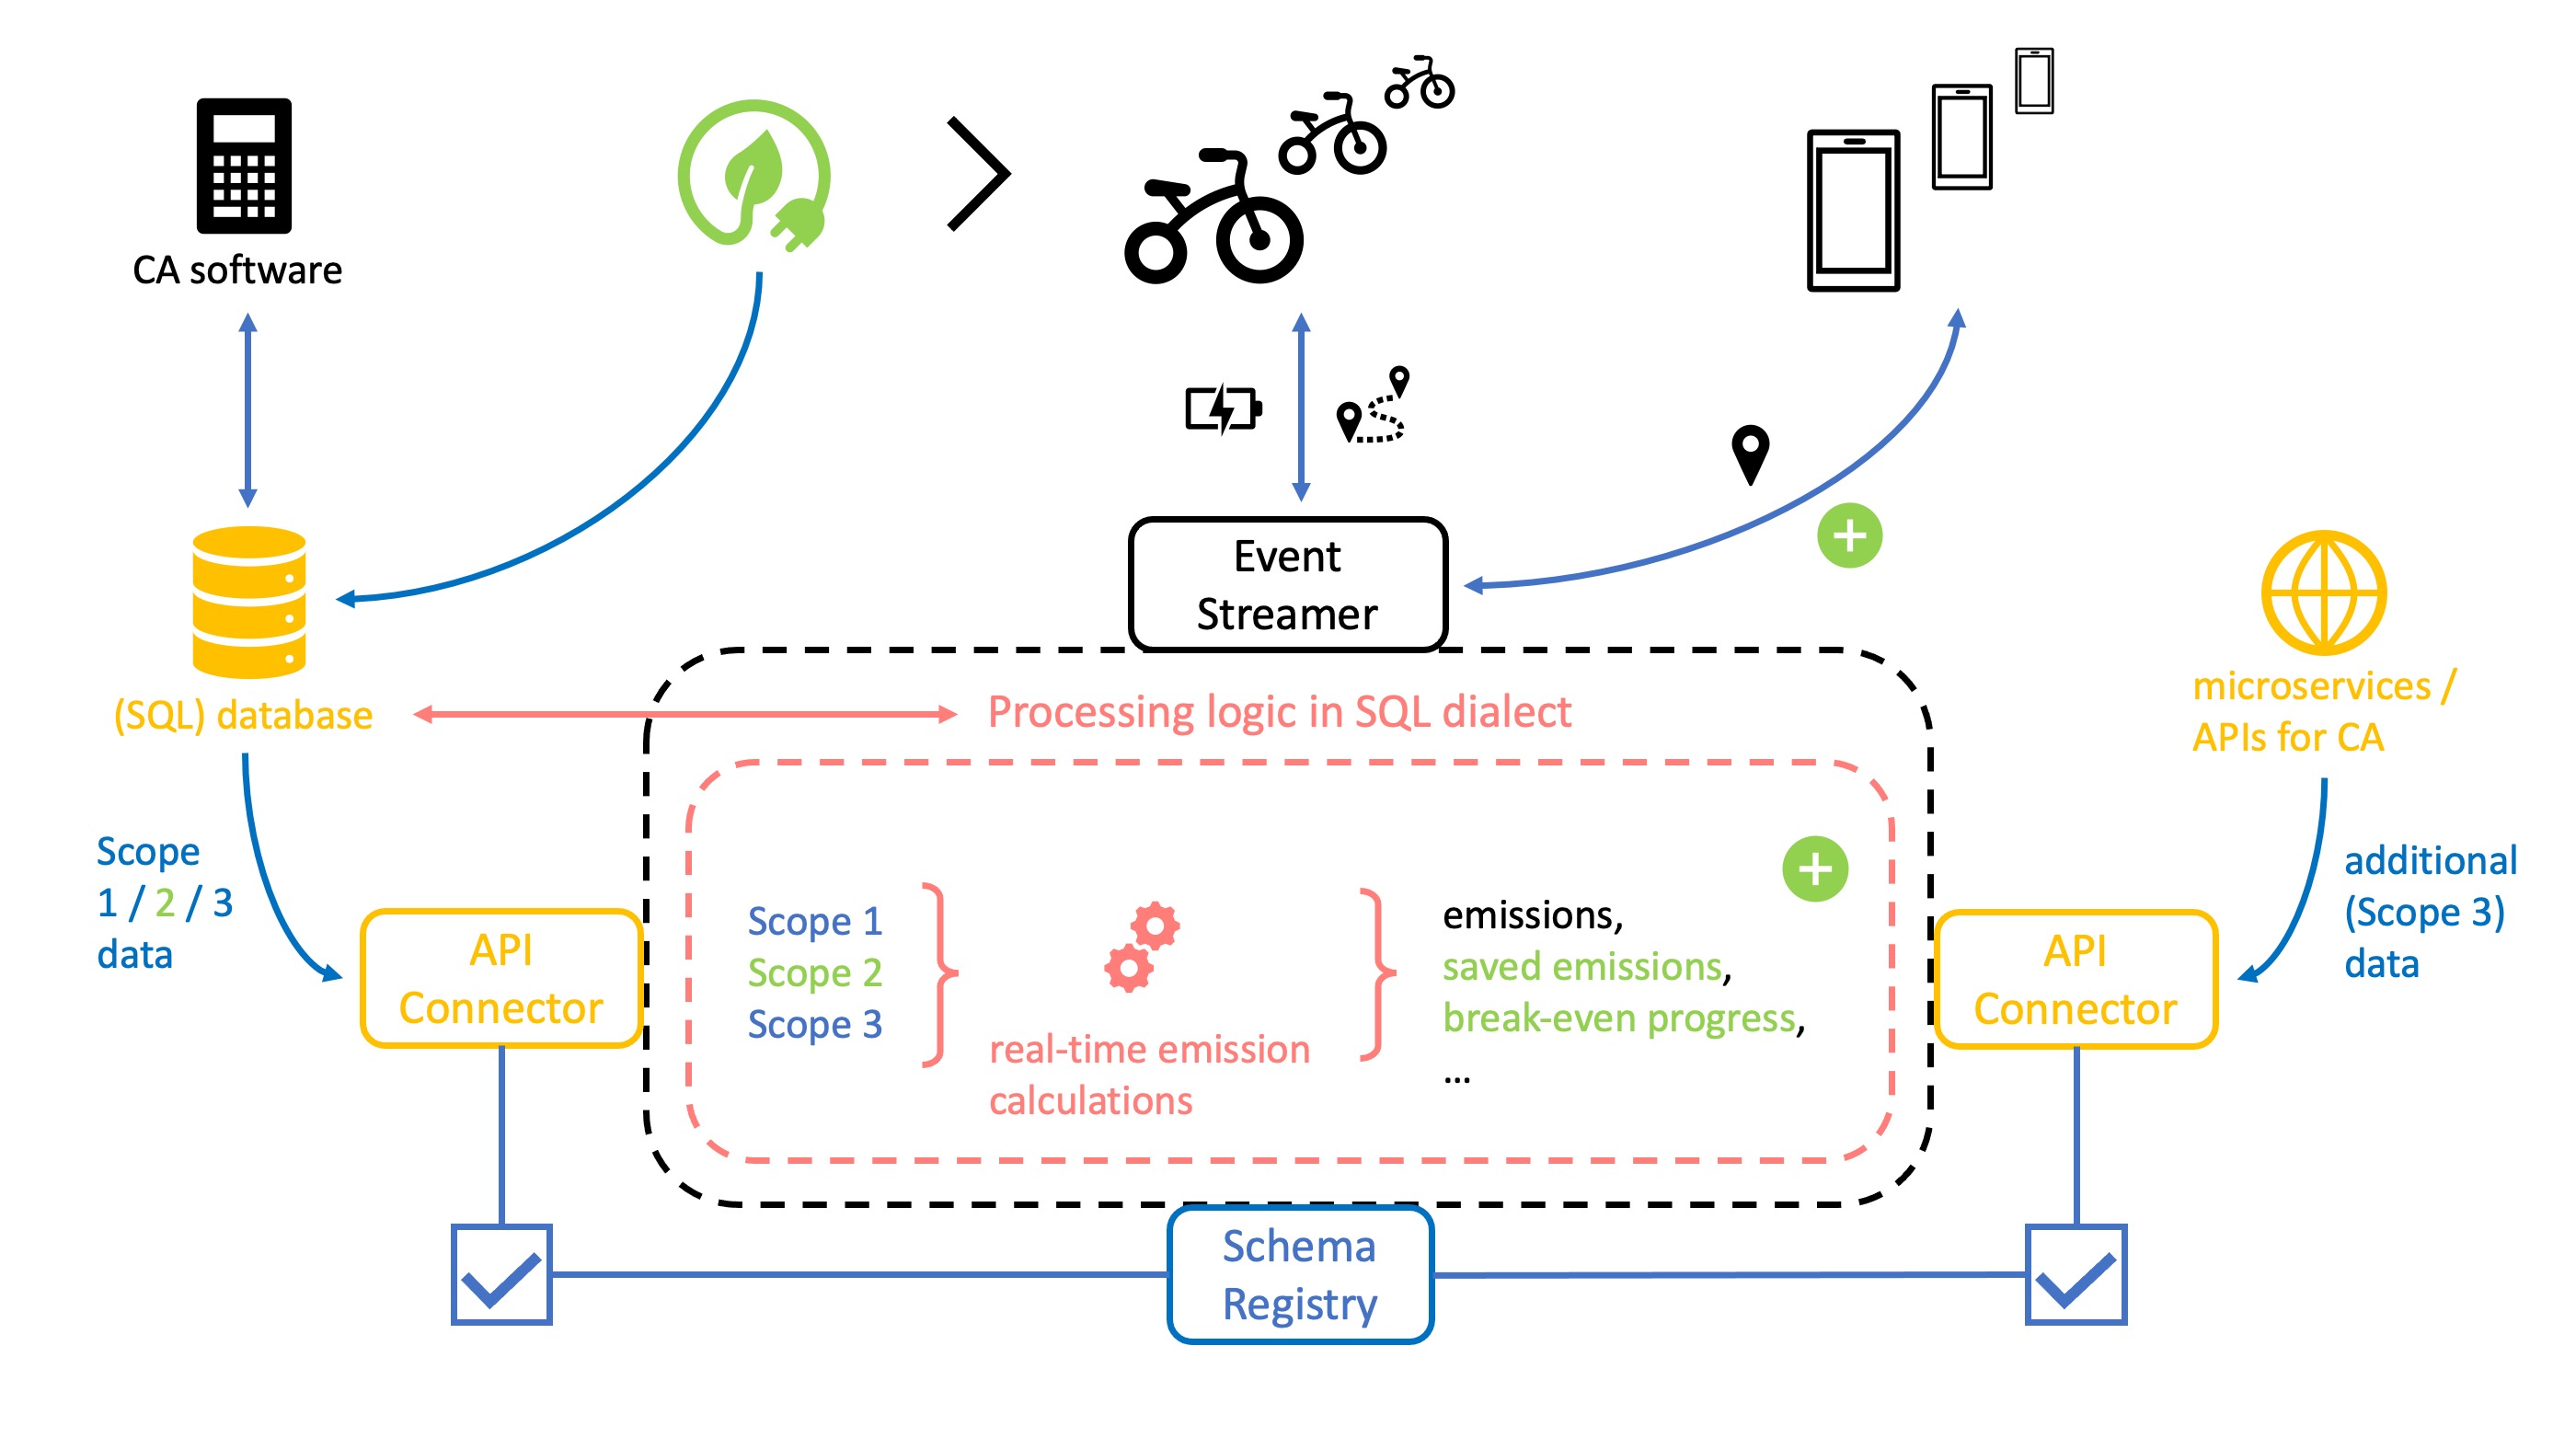 CA software
Event
Streamer
(SQL) database
Processing logic in SQL dialect
microservices /
APIs for CA
Scope
1 / 2 / 3
data
API
Connector
Scope 1
Scope 2
Scope 3
real-time emission
calculations
emissions,
saved emissions,
break-even progress,
...
API
Connector
additional
(Scope 3)
data
Schema
Registry